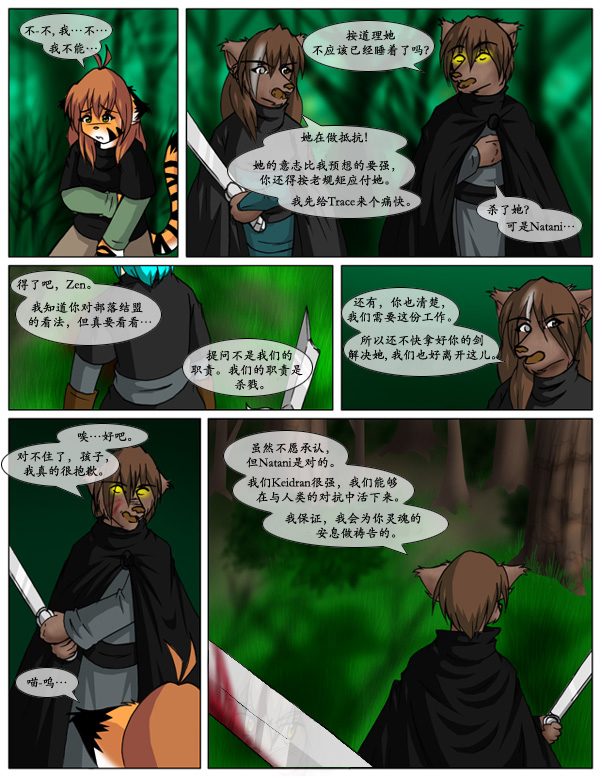 不-不, 我…不…
我不能…
按道理她
不应该已经睡着了吗?
她在做抵抗!
她的意志比我预想的要强,
你还得按老规矩应付她。
我先给Trace来个痛快。
杀了她?
可是Natani…
得了吧, Zen。
我知道你对部落结盟
的看法, 但真要看看…
提问不是我们的
职责。我们的职责是
杀戮。
还有, 你也清楚,
我们需要这份工作。
所以还不快拿好你的剑
解决她, 我们也好离开这儿。
唉…好吧。
对不住了, 孩子,
我真的很抱歉。
喵-呜…
虽然不愿承认,
但Natani是对的。
我们Keidran很强, 我们能够
在与人类的对抗中活下来。
我保证, 我会为你灵魂的
安息做祷告的。